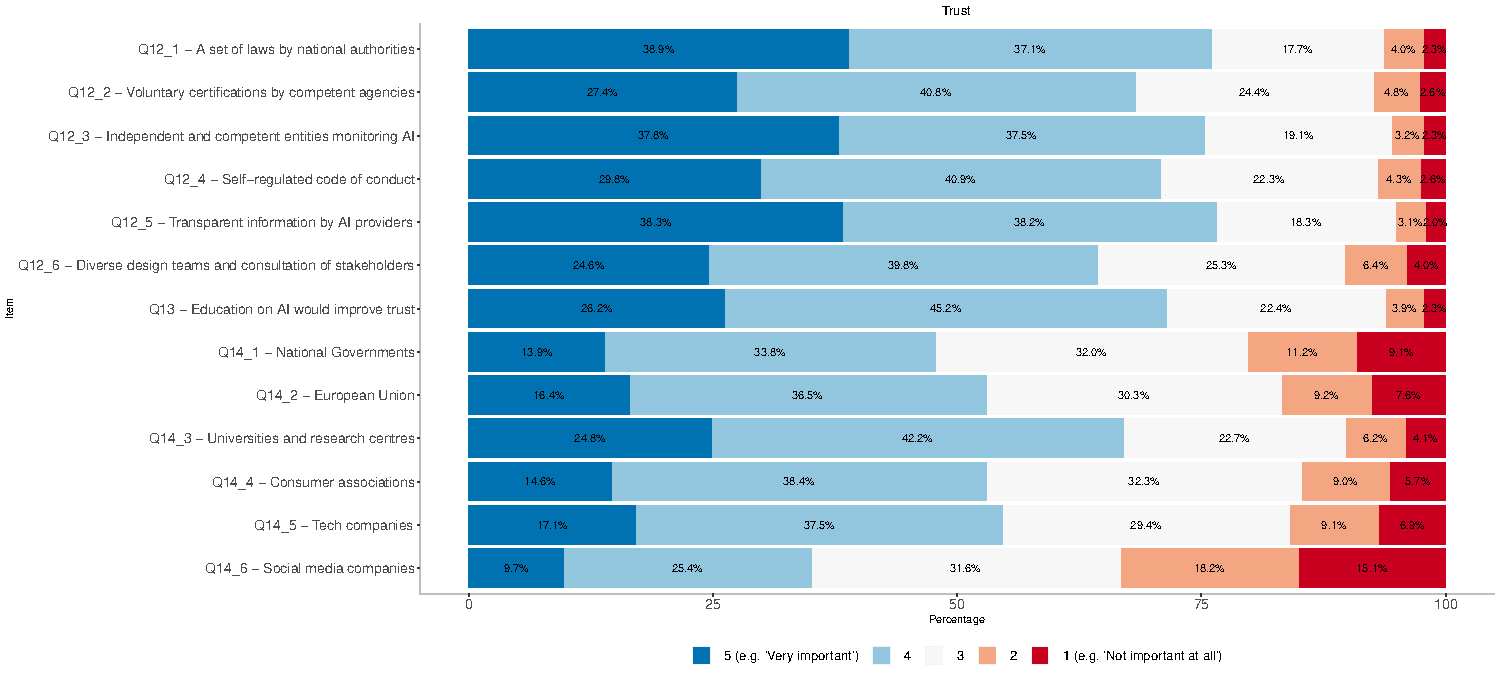 Trust
Q12_1 – A set of laws by national authorities 38.9% 37.1% 17.7% 4.0% 2.3%
Q12_2 – Voluntary certifications by competent agencies 27.4% 40.8% 24.4% 4.8% 2.6%
Q12_3 – Independent and competent entities monitoring AI 37.8% 37.5% 19.1% 3.2% 2.3%
Q12_4 – Self–regulated code of conduct 29.8% 40.9% 22.3% 4.3% 2.6%
Q12_5 – Transparent information by AI providers 38.3% 38.2% 18.3% 3.1% 2.0%
Q12_6 – Diverse design teams and consultation of stakeholders 24.6% 39.8% 25.3% 6.4% 4.0%
Q13 – Education on AI would improve trust 26.2% 45.2% 22.4% 3.9% 2.3%
Q14_1 – National Governments 13.9% 33.8% 32.0% 11.2% 9.1%
Q14_2 – European Union 16.4% 36.5% 30.3% 9.2% 7.6%
Q14_3 – Universities and research centres 24.8% 42.2% 22.7% 6.2% 4.1%
Q14_4 – Consumer associations 14.6% 38.4% 32.3% 9.0% 5.7%
Q14_5 – Tech companies 17.1% 37.5% 29.4% 9.1% 6.9%
Q14_6 – Social media companies 9.7% 25.4% 31.6% 18.2% 15.1%
Item
0 25 50 75 100
Percentage
5 (e.g. 'Very important') 4 3 2 1 (e.g. 'Not important at all')